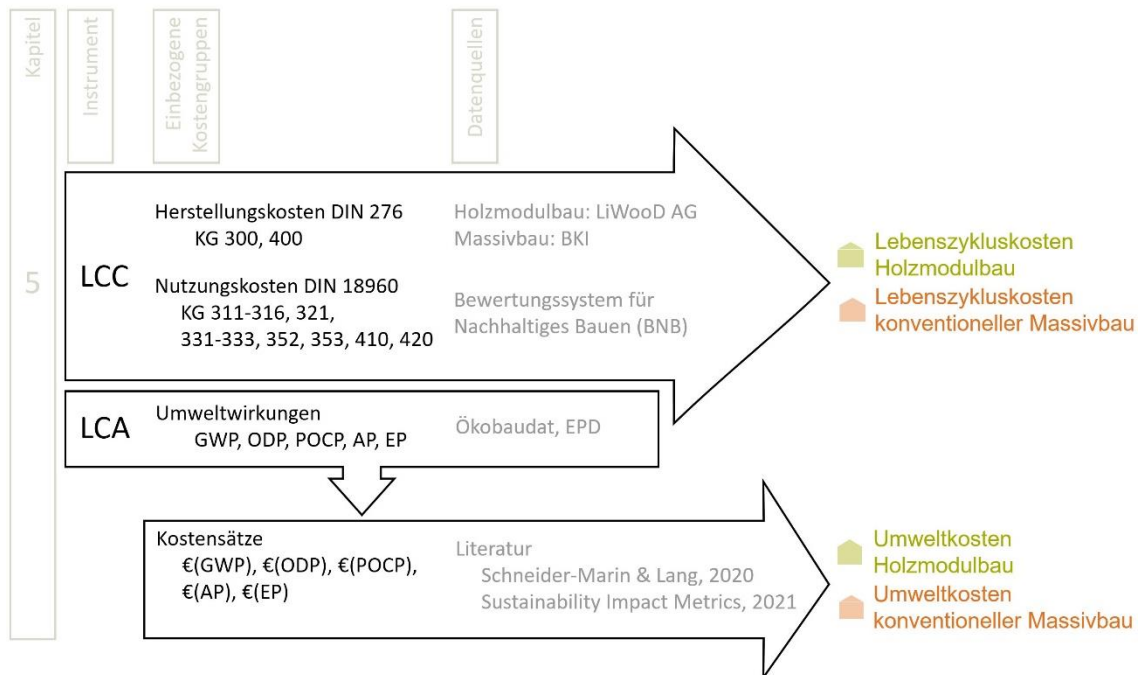 Kapitel
Instrument
Einbezogene
Kostengruppen
Datenquellen
5
LCC
Herstellungskosten DIN 276
KG 300, 400
Holzmodulbau: LiWooD AG
Massivbau: BKI
Nutzungskosten DIN 18960
KG 311-316, 321,
331-333, 352, 353, 410, 420
Bewertungssystem für
Nachhaltiges Bauen (BNB)
Lebenszykluskosten
Holzmodulbau
Lebenszykluskosten
konventioneller Massivbau
LCA
Umweltwirkungen
GWP, ODP, POCP, AP, EP
Ökobaudat, EPD
Kostensätze
€(GWP), €(ODP), €(POCP),
€(AP), €(EP)
Literatur
Schneider-Marin & Lang, 2020
Sustainability Impact Metrics, 2021
Umweltkosten
Holzmodulbau
Umweltkosten
konventioneller Massivbau